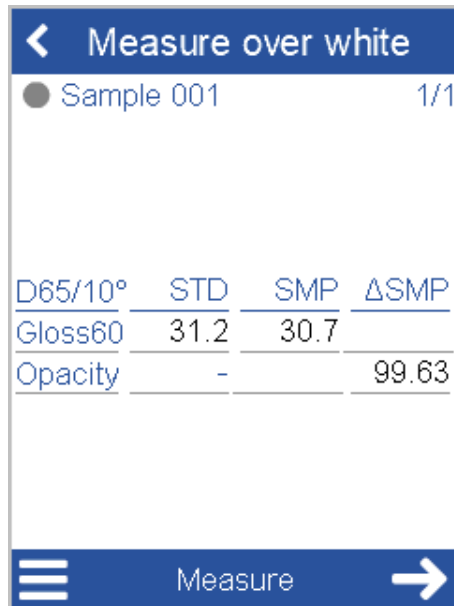 Measure over white
Sample 001 1/1
D65/10° STD SMP ΔSMP
Gloss60 31.2 30.7
Opacity - 99.63
Measure